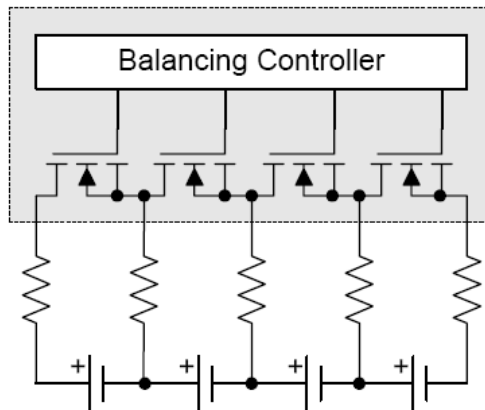 Balancing Controller
+ + + +